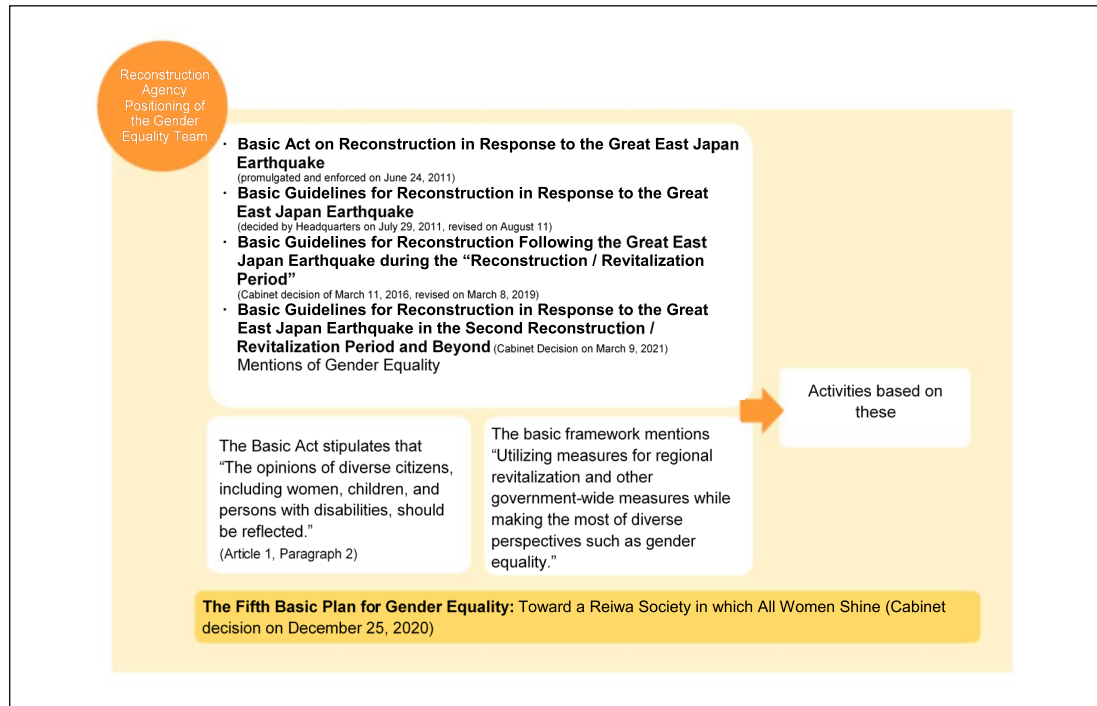 Reconstruction
Agency
Positioning of
the Gender
Equality Team
· Basic Act on Reconstruction in Response to the Great East Japan
Earthquake
(promulgated and enforced on June 24, 2011)
· Basic Guidelines for Reconstruction in Response to the Great
East Japan Earthquake
(decided by Headquarters on July 29, 2011, revised on August 11)
· Basic Guidelines for Reconstruction Following the Great East
Japan Earthquake during the “Reconstruction / Revitalization
Period”
(Cabinet decision of March 11, 2016, revised on March 8, 2019)
· Basic Guidelines for Reconstruction in Response to the Great
East Japan Earthquake in the Second Reconstruction /
Revitalization Period and Beyond (Cabinet Decision on March 9, 2021)
Mentions of Gender Equality
Activities based on
these
The Basic Act stipulates that
“The opinions of diverse citizens,
including women, children, and
persons with disabilities, should
be reflected.”
(Article 1, Paragraph 2)
The basic framework mentions
“Utilizing measures for regional
revitalization and other
government-wide measures while
making the most of diverse
perspectives such as gender
equality.”
The Fifth Basic Plan for Gender Equality: Toward a Reiwa Society in which All Women Shine (Cabinet
decision on December 25, 2020)